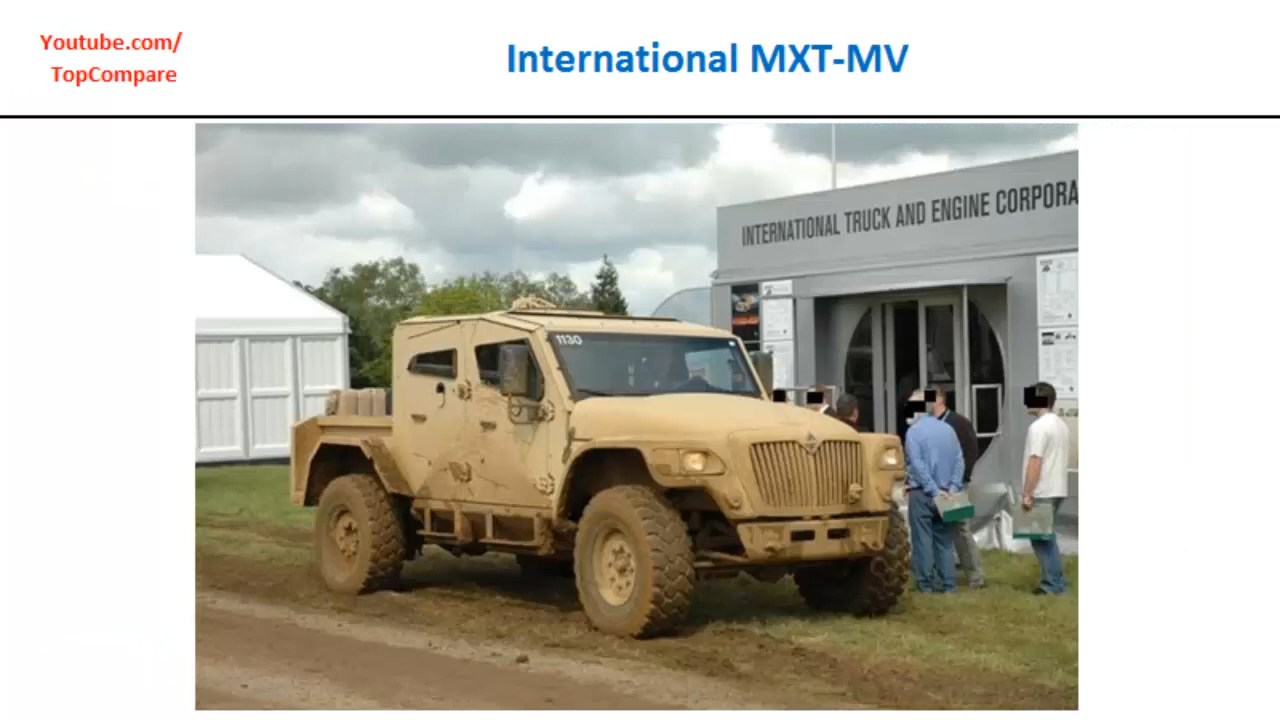 Youtube.com/
TopCompare
International MXT-MV
INTERNATIONAL TRUCK AND ENGINE CORPORA
1130